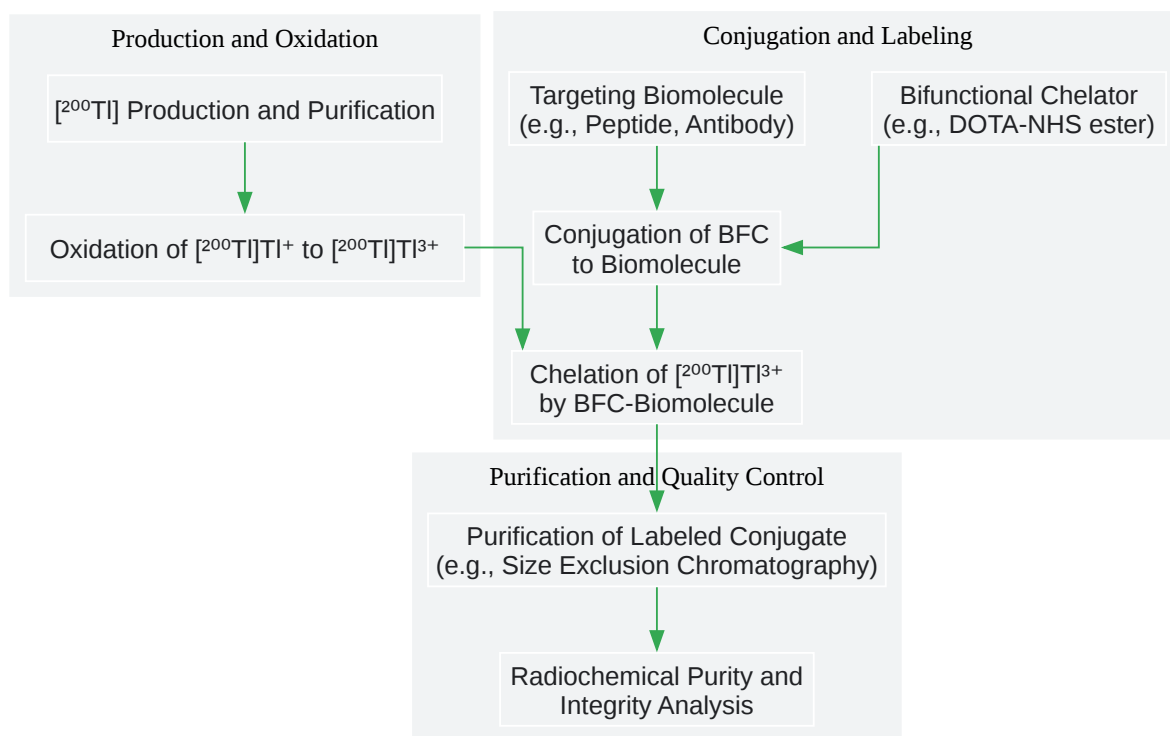 Production and Oxidation
[²⁰⁰Tl] Production and Purification
Oxidation of [²⁰⁰Tl]Tl⁺ to [²⁰⁰Tl]Tl³⁺
Conjugation and Labeling
Targeting Biomolecule
(e.g., Peptide, Antibody)
Bifunctional Chelator
(e.g., DOTA-NHS ester)
Conjugation of BFC
to Biomolecule
Chelation of [²⁰⁰Tl]Tl³⁺
by BFC-Biomolecule
Purification and Quality Control
Purification of Labeled Conjugate
(e.g., Size Exclusion Chromatography)
Radiochemical Purity and
Integrity Analysis